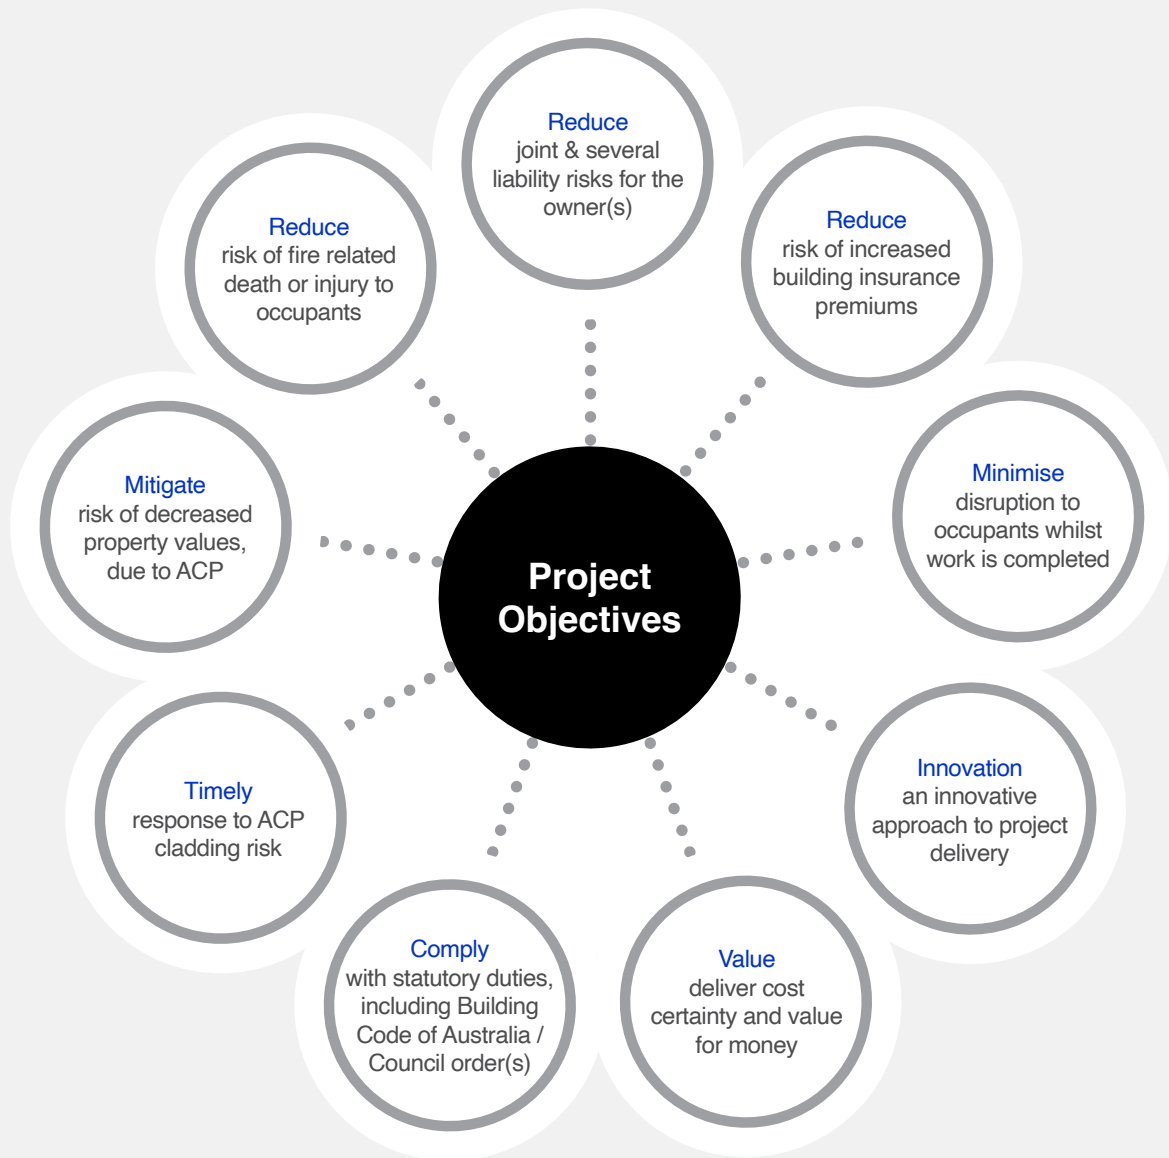 Reduce
joint & several
liability risks for the
owner(s)
Reduce
risk of increased
building insurance
premiums
Minimise
disruption to
occupants whilst
work is completed
Innovation
an innovative
approach to project
delivery
Value
deliver cost
certainty and value
for money
Comply
with statutory duties,
including Building
Code of Australia /
Council order(s)
Timely
response to ACP
cladding risk
Mitigate
risk of decreased
property values,
due to ACP
Reduce
risk of fire related
death or injury to
occupants
Project
Objectives